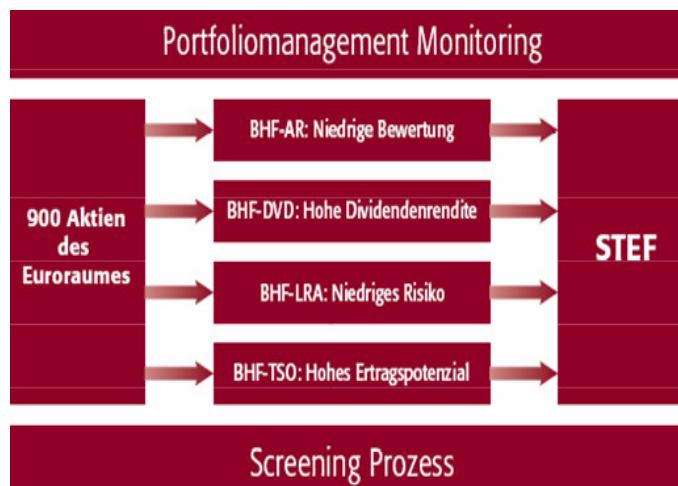 Portfoliomanagement Monitoring
900 Aktien
des
Euroraumes
BHF-AR: Niedrige Bewertung
BHF-DVD: Hohe Dividendenrendite
BHF-LRA: Niedriges Risiko
BHF-TSO: Hohes Ertragspotenzial
STEF
Screening Prozess